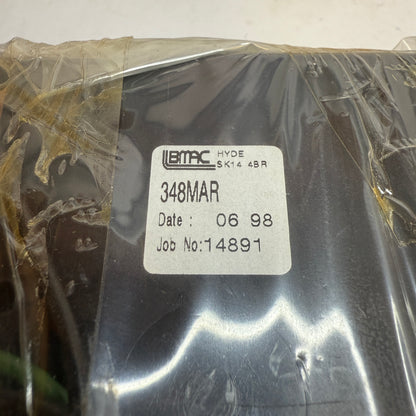 BMAC HYDE
SK14 4BR
348MAR
Date : 06 98
Job No:14891